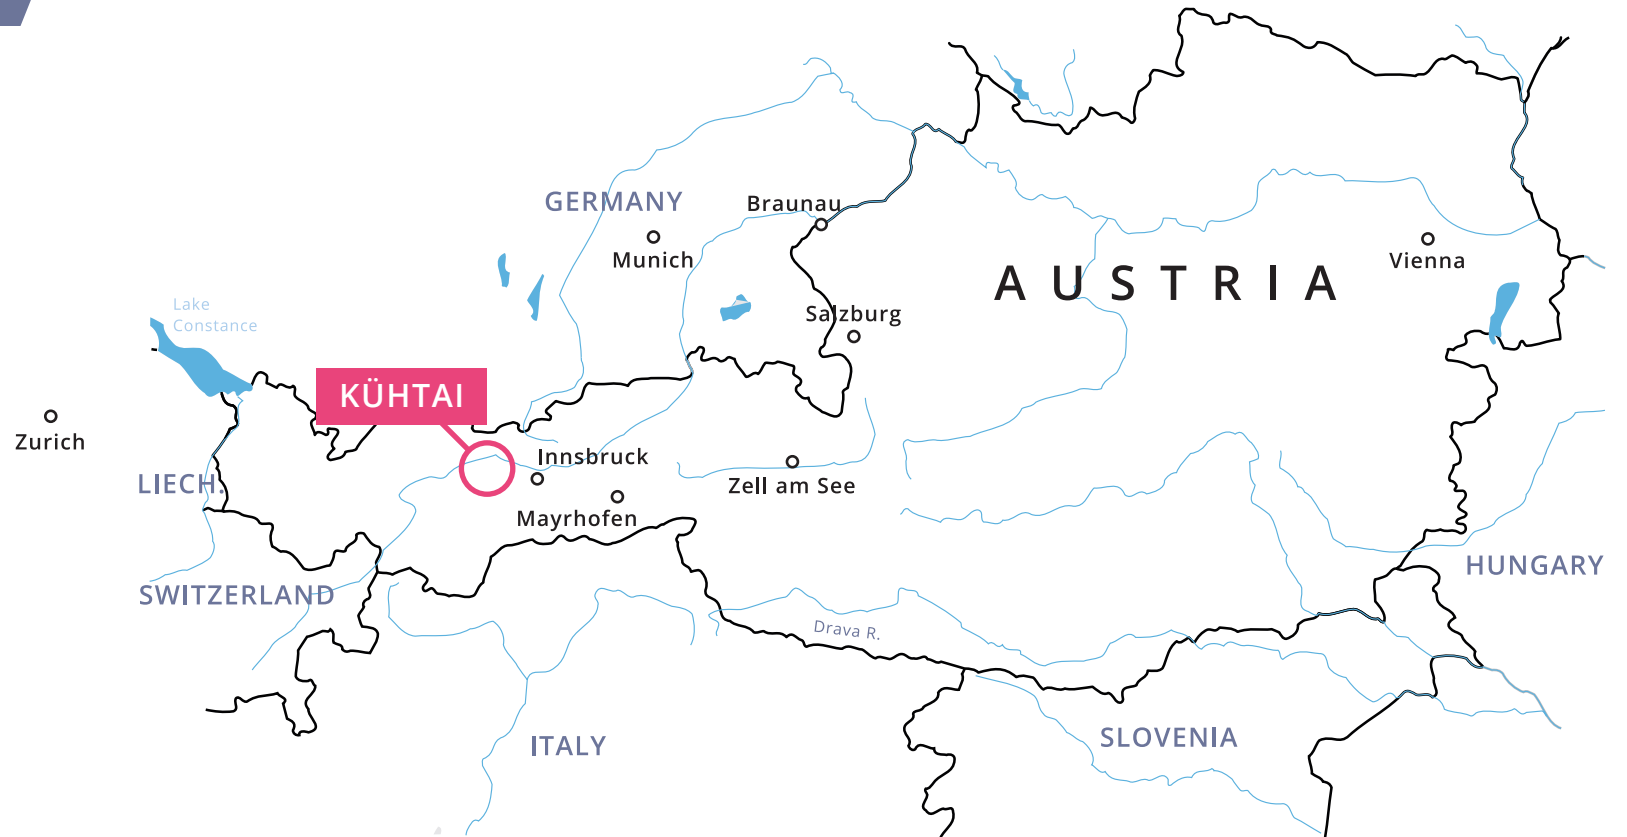 GERMANY
Braunau
Munich
Vienna
AUSTRIA
Lake
Constance
Salzburg
KÜHTAI
Zurich
Innsbruck
LIECH.
Zell am See
Mayrhofen
HUNGARY
SWITZERLAND
Drava R.
SLOVENIA
ITALY